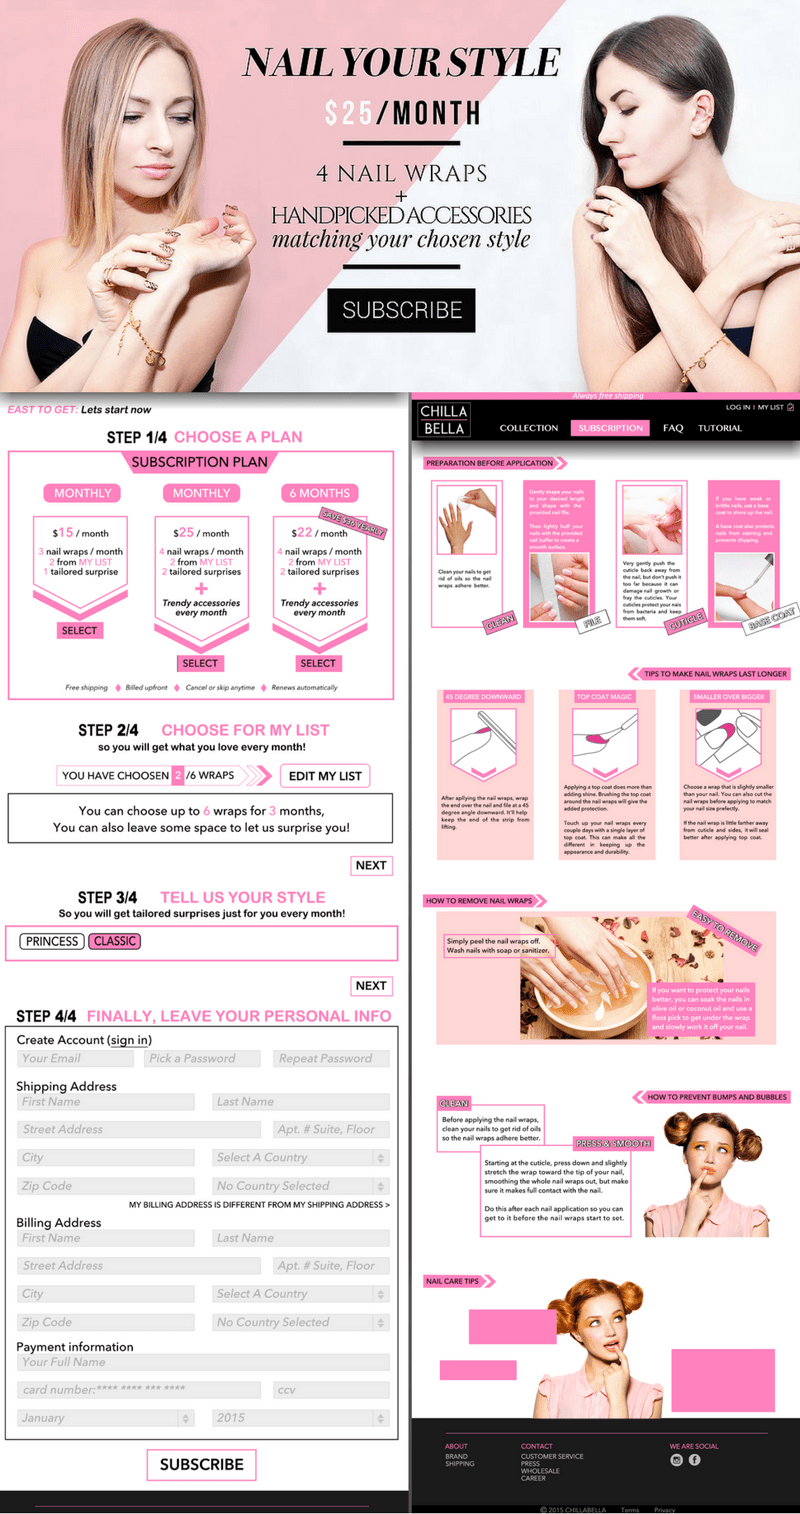 NAIL YOUR STYLE
$25/MONTH
4 NAIL WRAPS
+
HANDPICKED ACCESSORIES
matching your chosen style
SUBSCRIBE
EAST TO GET: Lets start now
STEP 1/4 CHOOSE A PLAN
SUBSCRIPTION PLAN
MONTHLY
$15 / month
3 nail wraps / month
2 from MY LIST
1 tailored surprise
SELECT
MONTHLY
$25 / month
4 nail wraps / month
2 from MY LIST
2 tailored surprises
+
Trendy accessories
every month
SELECT
6 MONTHS
SAVE $36 YEARLY
$22 / month
4 nail wraps / month
2 from MY LIST
2 tailored surprises
+
Trendy accessories
every month
SELECT
Free shipping Billed upfront Cancel or skip anytime Renews automatically
STEP 2/4 CHOOSE FOR MY LIST
so you will get what you love every month!
YOU HAVE CHOOSEN 2 /6 WRAPS
EDIT MY LIST
You can choose up to 6 wraps for 3 months,
You can also leave some space to let us surprise you!
NEXT
STEP 3/4 TELL US YOUR STYLE
So you will get tailored surprises just for you every month!
PRINCESS CLASSIC
NEXT
STEP 4/4 FINALLY, LEAVE YOUR PERSONAL INFO
Create Account (sign in)
Your Email Pick a Password Repeat Password
Shipping Address
First Name Last Name
Street Address Apt. # Suite, Floor
City Select A Country
Zip Code No Country Selected
MY BILLING ADDRESS IS DIFFERENT FROM MY SHIPPING ADDRESS >
Billing Address
First Name Last Name
Street Address Apt. # Suite, Floor
City Select A Country
Zip Code No Country Selected
Payment information
Your Full Name
card number:**** **** *** **** ccv
January 2015
SUBSCRIBE
Always free shipping
CHILLA
BELLA
LOG IN I MY LIST
COLLECTION SUBSCRIPTION FAQ TUTORIAL
PREPARATION BEFORE APPLICATION
Clean your nails to get
rid of oils so the nail
wraps adhere better.
CLEAN
Gently shape your nails
to your desired length
and shape with the
provided nail file.
Then lightly buff your
nails with the provided
nail buffer to create a
smooth surface.
FILE
Very gently push the
cuticle back away from
the nail, but don't push it
too far because it can
damage nail growth or
fray the cuticles. Your
cuticles protect your nais
from bacteria and keep
them soft.
CUTICLE
If you have weak or
brittle nails, use a base
coat to shore up the nail.
A base coat also protects
nails from staining and
prevents chipping.
BASE COAT
TIPS TO MAKE NAIL WRAPS LAST LONGER
45 DEGREE DOWNWARD
After apllying the nail wraps, wrap
the end over the nail and file at a 45
degree angle downward. It'll help
keep the end of the strip from
lifting.
TOP COAT MAGIC
Applying a top coat does more than
adding shine. Brushing the top coat
around the nail wraps will give the
added protection.
Touch up your nail wraps every
couple days with a single layer of
top coat. This can make all the
different in keeping up the
appearance and durability.
SMALLER OVER BIGGER
Choose a wrap that is slightly smaller
than your nail. You can also cut the
nail wraps before applying to match
your nail size prefectly.
If the nail wrap is little farther away
from cuticle and sides, it will seal
better after applying top coat.
HOW TO REMOVE NAIL WRAPS
Simply peel the nail wraps off.
Wash nails with soap or sanitizer.
EASY TO REMOVE
If you want to protect your nails
better, you can soak the nails in
olive oil or coconut oil and use a
floss pick to get under the wrap
and slowly work it off your nail.
HOW TO PREVENT BUMPS AND BUBBLES
CLEAN
Before applying the nail wraps,
clean your nails to get rid of oils
so the nail wraps adhere better.
PRESS & SMOOTH
Starting at the cuticle, press down and slightly
stretch the wrap toward the tip of your nail,
smoothing the whole nail wraps out, but make
sure it makes full contact with the nail.
Do this after each nail application so you can
get to it before the nail wraps start to set.
NAIL CARE TIPS
ABOUT
BRAND
SHIPPING
CONTACT
CUSTOMER SERVICE
PRESS
WHOLESALE
CAREER
WE ARE SOCIAL
© 2015 CHILLABELLA Terms Privacy